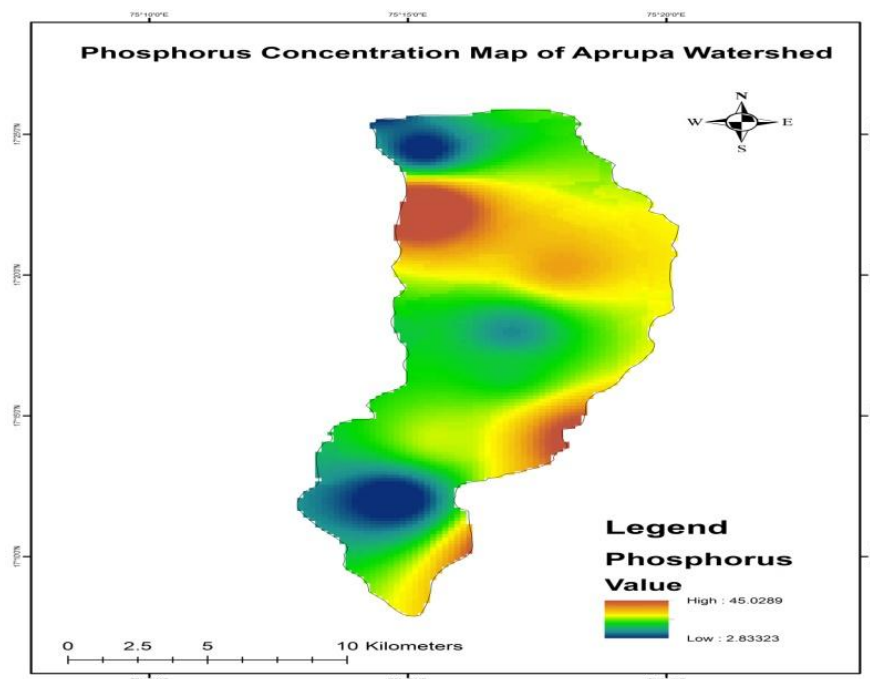 75°10'0"E 75°15'0"E 75°20'0"E
Phosphorus Concentration Map of Aprupa Watershed
N
W E
S
Legend
Phosphorus
Value
High : 45.0289
Low : 2.83323
0 2.5 5 10 Kilometers